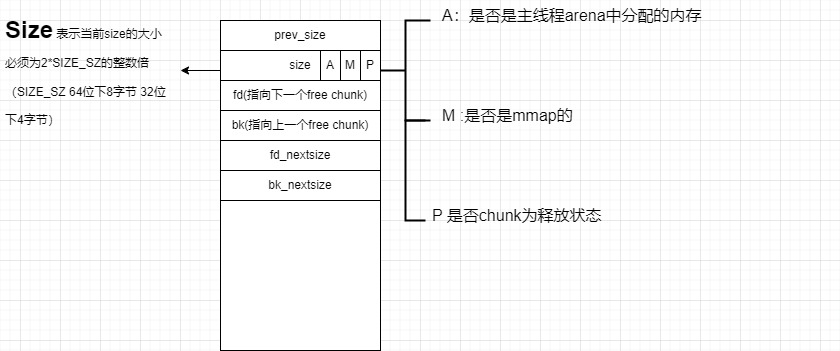 Size 表示当前size的大小
必须为2*SIZE_SZ的整数倍
（SIZE_SZ 64位下8字节 32位
下4字节）
prev_size
size A M P
fd(指向下一个free chunk)
bk(指向上一个free chunk)
fd_nextsize
bk_nextsize
A：是否是主线程arena中分配的内存
M :是否是mmap的
P 是否chunk为释放状态